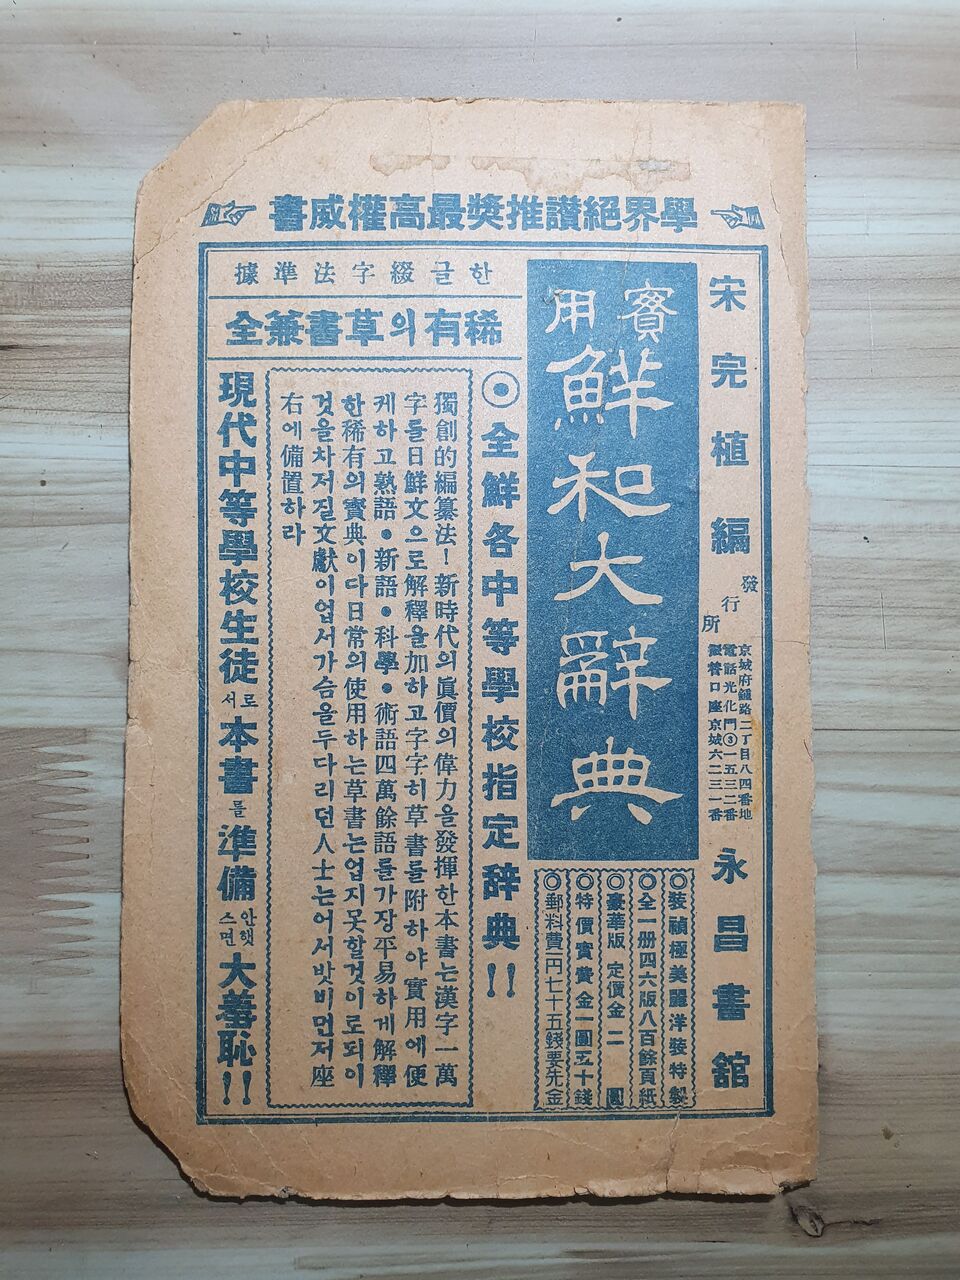 學界絕讚推奬最高權威書
宋完植編
發行所
京城府鐘路二丁目八四番地
電話光化門③一五三二番
振替口座京城六二三一番
永昌書舘
實用
鮮和大辭典
◎裝禎極美麗洋裝特製
◎全一册四六版八百餘頁紙
◎豪華版 定價金二圓
◎特價實費金一圓五十錢
◎郵料費一円七十五錢要先金
한글綴字法準據
稀有의草書兼全
◎全鮮各中等學校指定辞典!!
獨創的編纂法!新時代의眞價의偉力을發揮한本書는漢字一萬
字를日鮮文으로解釋을加하고字字히草書를附하야實用에便
케하고熟語•新語•科學•術語四萬餘語를가장平易하게解釋
한稀有의寳典이다日常의使用하는草書는업지못할것이로되이
것을차저질文獻이업서가슴을두다리던人士는어서밧비먼저座
右에備置하라
現代中等學校生徒로서本書를準備안햇스면大羞恥!!